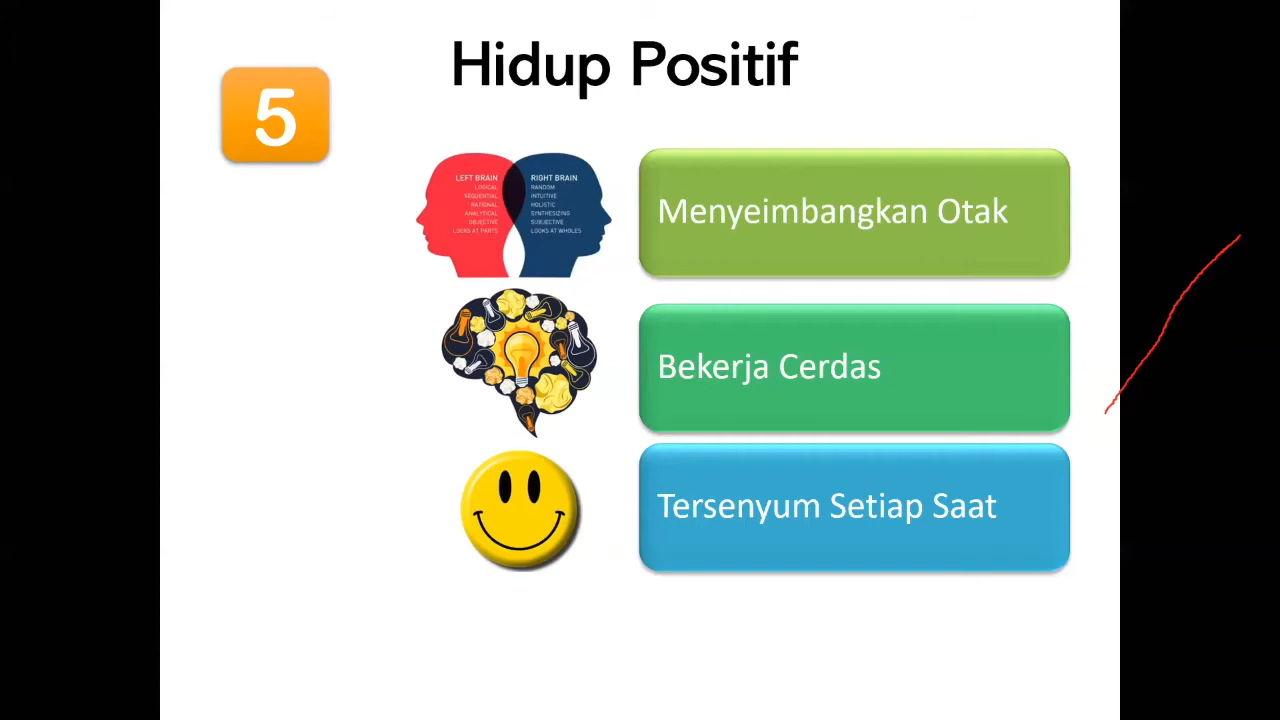 Hidup Positif
5
LEFT BRAIN
LOGICAL
SEQUENTIAL
RATIONAL
ANALYTICAL
OBJECTIVE
LOOKS AT PARTS
RIGHT BRAIN
RANDOM
INTUITIVE
HOLISTIC
SYNTHESIZING
SUBJECTIVE
LOOKS AT WHOLES
Menyeimbangkan Otak
Bekerja Cerdas
Tersenyum Setiap Saat